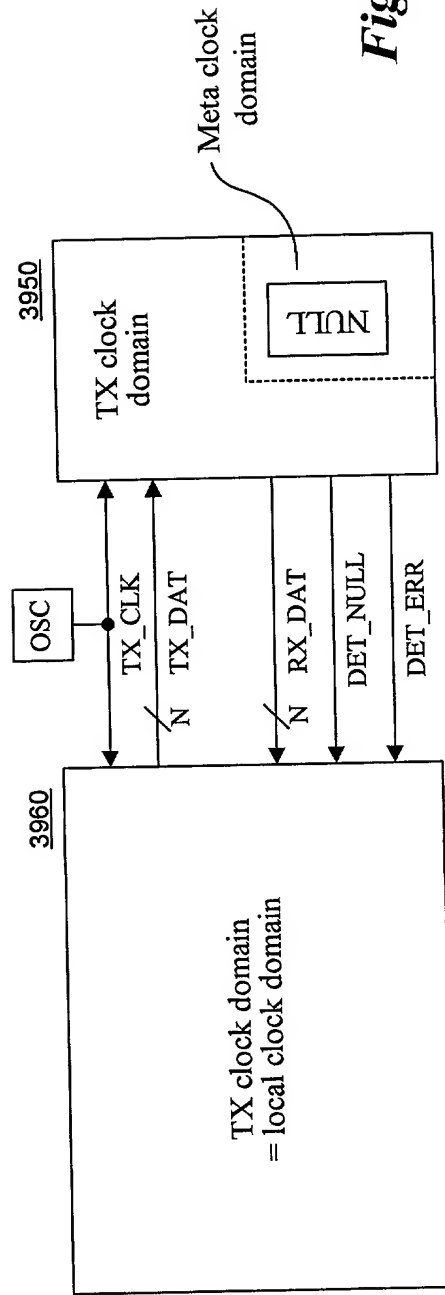 3960
3950
OSC
TX_CLK
TX_DAT
N
RX_DAT
N
DET_NULL
DET_ERR
TX clock domain
= local clock domain
TX clock
domain
NULL
Meta clock
domain
Fig